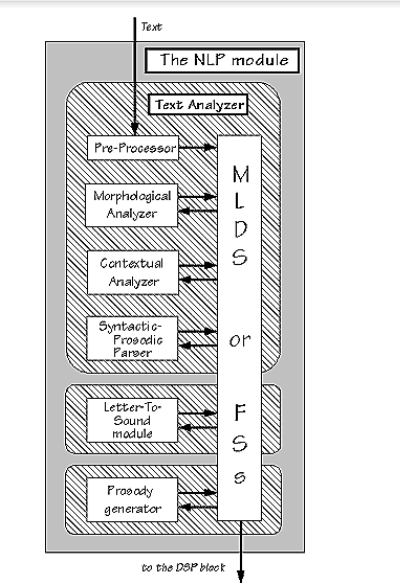 Text
The NLP module
Text Analyzer
Pre-Processor
Morphological
Analyzer
Contextual
Analyzer
Syntactic-
Prosodic
Parser
Letter-To-
Sound
module
Prosody
generator
M
L
D
S
or
F
S
s
to the DSP block